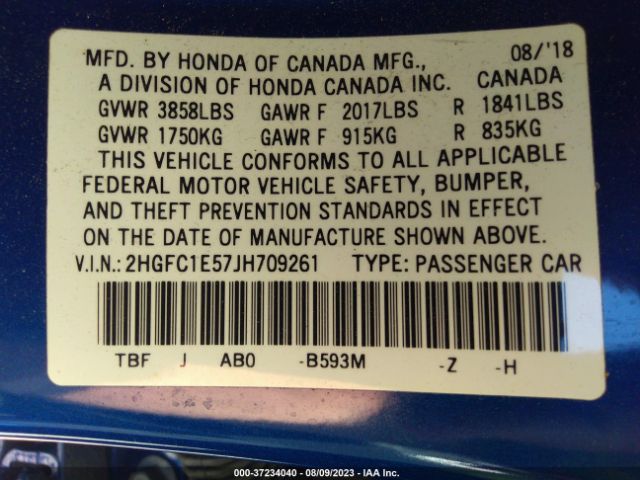 MFD. BY HONDA OF CANADA MFG., 08/'18
A DIVISION OF HONDA CANADA INC. CANADA
GVWR 3858LBS GAWR F 2017LBS R 1841LBS
GVWR 1750KG GAWR F 915KG R 835KG
THIS VEHICLE CONFORMS TO ALL APPLICABLE
FEDERAL MOTOR VEHICLE SAFETY, BUMPER,
AND THEFT PREVENTION STANDARDS IN EFFECT
ON THE DATE OF MANUFACTURE SHOWN ABOVE.
V.I.N.: 2HGFC1E57JH709261 TYPE: PASSENGER CAR
TBF J AB0 -B593M -Z -H
000-37234040 - 08/09/2023 - IAA Inc.